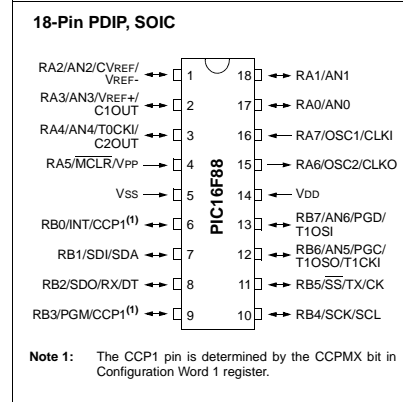 18-Pin PDIP, SOIC
RA2/AN2/CVREF/
VREF-
1
18
RA1/AN1
RA3/AN3/VREF+/
C1OUT
2
17
RA0/AN0
RA4/AN4/T0CKI/
C2OUT
3
16
RA7/OSC1/CLKI
RA5/MCLR/VPP
4
15
RA6/OSC2/CLKO
VSS
5
14
VDD
RB0/INT/CCP1(1)
6
13
RB7/AN6/PGD/
T1OSI
RB1/SDI/SDA
7
12
RB6/AN5/PGC/
T1OSO/T1CKI
RB2/SDO/RX/DT
8
11
RB5/SS/TX/CK
RB3/PGM/CCP1(1)
9
10
RB4/SCK/SCL
PIC16F88
Note 1: The CCP1 pin is determined by the CCPMX bit in
Configuration Word 1 register.